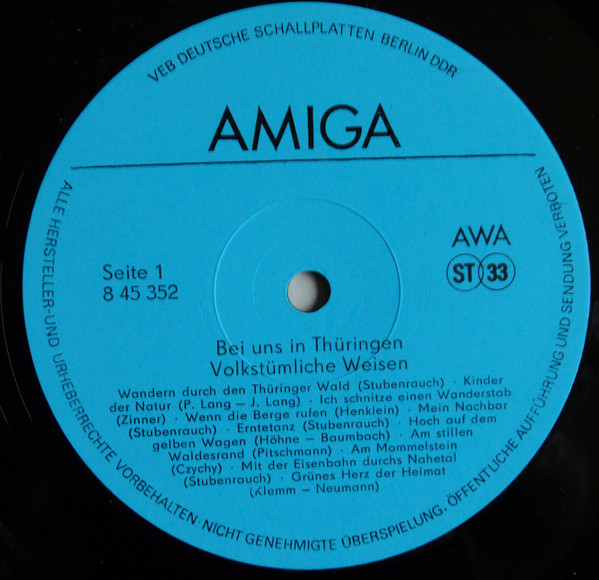 VEB DEUTSCHE SCHALLPLATTEN BERLIN DDR
AMIGA
AWA
ST 33
Seite 1
8 45 352
Bei uns in Thüringen
Volkstümliche Weisen
Wandern durch den Thüringer Wald (Stubenrauch) · Kinder
der Natur (P. Lang – J. Lang) · Ich schnitze einen Wanderstab
(Zinner) · Wenn die Berge rufen (Henklein) · Mein Nachbar
(Stubenrauch) · Erntetanz (Stubenrauch) · Hoch auf dem
gelben Wagen (Höhne – Baumbach) · Am stillen
Waldesrand (Pitschmann) · Am Mommelstein
(Czychy) · Mit der Eisenbahn durchs Nahetal
(Stubenrauch) · Grünes Herz der Heimat
(Klemm – Neumann)
ALLE HERSTELLER-UND URHEBERRECHTE VORBEHALTEN · NICHT GENEHMIGTE ÜBERSPIELUNG, ÖFFENTLICHE AUFFÜHRUNG UND SENDUNG VERBOTEN